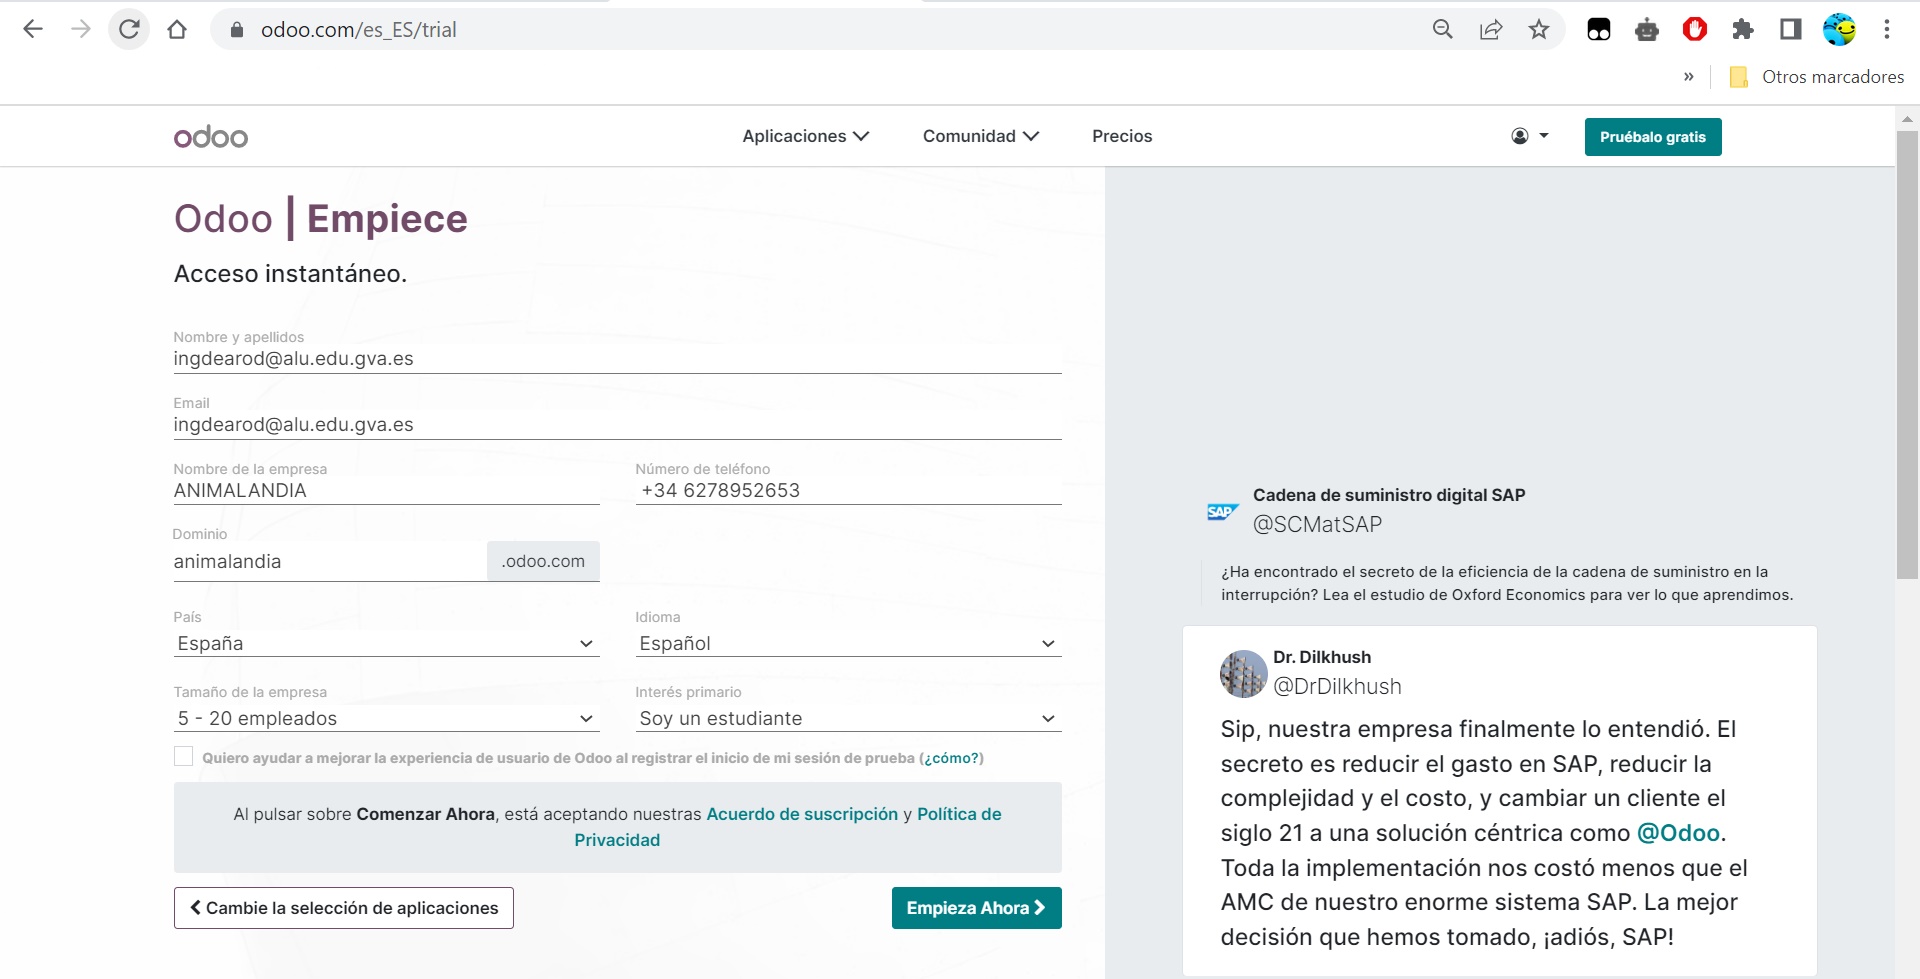 odoo.com/es_ES/trial
»
Otros marcadores
odoo
Aplicaciones
Comunidad
Precios
Pruébalo gratis
Odoo | Empiece
Acceso instantáneo.
Nombre y apellidos
ingdearod@alu.edu.gva.es
Email
ingdearod@alu.edu.gva.es
Nombre de la empresa
ANIMALANDIA
Número de teléfono
+34 6278952653
Dominio
animalandia
.odoo.com
País
España
Idioma
Español
Tamaño de la empresa
5 - 20 empleados
Interés primario
Soy un estudiante
Quiero ayudar a mejorar la experiencia de usuario de Odoo al registrar el inicio de mi sesión de prueba (¿cómo?)
Al pulsar sobre Comenzar Ahora, está aceptando nuestras Acuerdo de suscripción y Política de
Privacidad
Cambie la selección de aplicaciones
Empieza Ahora
SAP
Cadena de suministro digital SAP
@SCMatSAP
¿Ha encontrado el secreto de la eficiencia de la cadena de suministro en la
interrupción? Lea el estudio de Oxford Economics para ver lo que aprendimos.
Dr. Dilkhush
@DrDilkhush
Sip, nuestra empresa finalmente lo entendió. El
secreto es reducir el gasto en SAP, reducir la
complejidad y el costo, y cambiar un cliente el
siglo 21 a una solución céntrica como @Odoo.
Toda la implementación nos costó menos que el
AMC de nuestro enorme sistema SAP. La mejor
decisión que hemos tomado, ¡adiós, SAP!